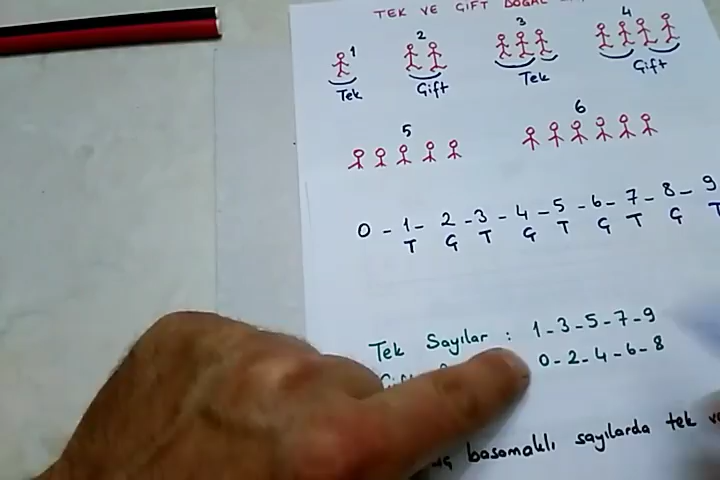 TEK VE ÇİFT DOĞAL
1 2 3 4
Tek Çift Tek Çift
5 6
0 - 1 - 2 - 3 - 4 - 5 - 6 - 7 - 8 - 9
T Ç T Ç T Ç T Ç T
Tek Sayılar : 1 - 3 - 5 - 7 - 9
0 - 2 - 4 - 6 - 8
basamaklı sayılarda tek